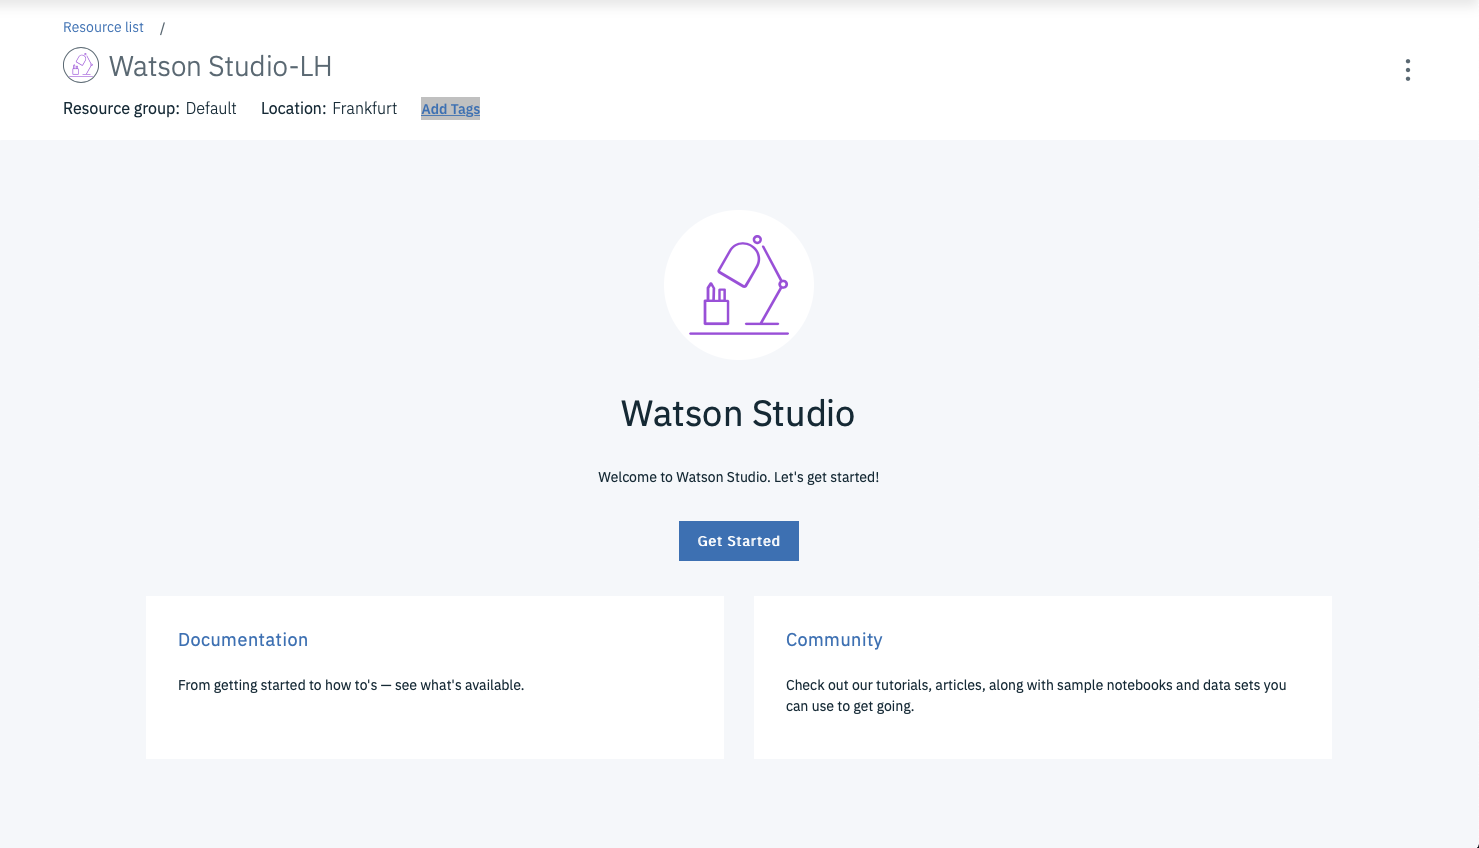 Resource list /
Watson Studio-LH
Resource group: Default Location: Frankfurt Add Tags
Watson Studio
Welcome to Watson Studio. Let's get started!
Get Started
Documentation
From getting started to how to's — see what's available.
Community
Check out our tutorials, articles, along with sample notebooks and data sets you
can use to get going.